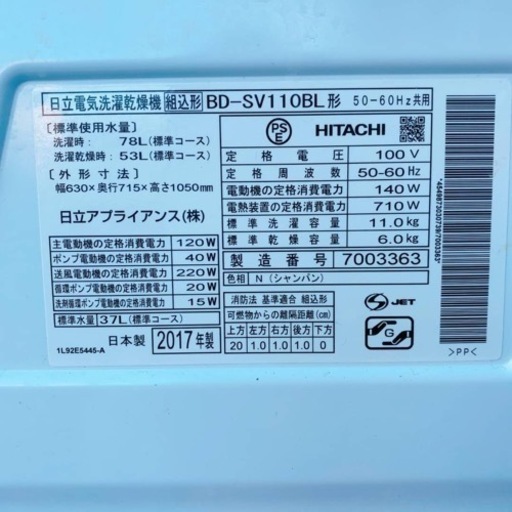 日立電気洗濯乾燥機 組込形 BD-SV110BL形 50-60Hz共用
〔標準使用水量〕
洗濯時： 78L(標準コース)
洗濯乾燥時： 53L(標準コース)
〔外形寸法〕
幅630×奥行715×高さ1050mm
日立アプライアンス(株)
主電動機の定格消費電力 120W
ポンプ電動機の定格消費電力 40W
送風電動機の定格消費電力 220W
循環ポンプ電動機の定格消費電力 20W
洗剤循環ポンプ電動機の定格消費電力 15W
標準水量 37L(標準コース)
日本製 2017年製
1L92E5445-A
PSE HITACHI
定格電圧 100V
定格周波数 50-60Hz
電動機の定格消費電力 140W
電熱装置の定格消費電力 710W
標準洗濯容量 11.0kg
標準乾燥容量 6.0kg
製造番号 7003363
色相 N (シャンパン)
消防法 基準適合 組込形
可燃物からの離隔距離(cm)
上方 左方 右方 前方 後方 下方
20 1.0 1.0 0 1.0 0
S JET
G
>PP<